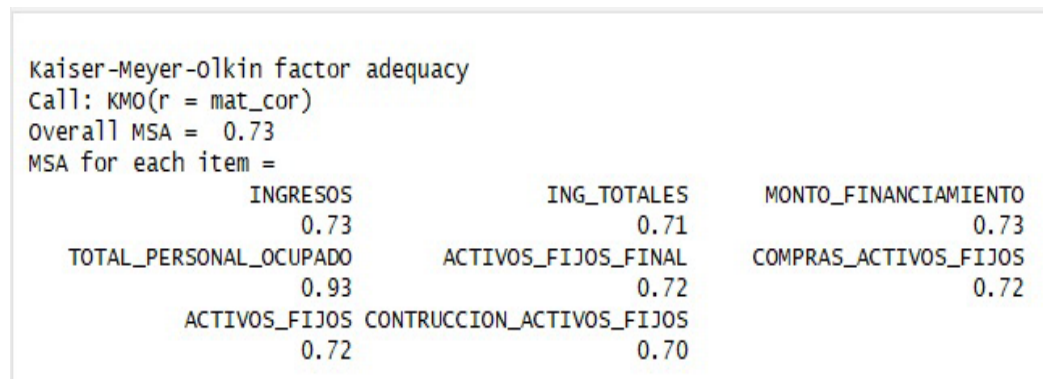 Kaiser-Meyer-Olkin factor adequacy
Call: KMO(r = mat_cor)
Overall MSA =  0.73
MSA for each item =
INGRESOS ING_TOTALES MONTO_FINANCIAMIENTO
0.73 0.71 0.73
TOTAL_PERSONAL_OCUPADO ACTIVOS_FIJOS_FINAL COMPRAS_ACTIVOS_FIJOS
0.93 0.72 0.72
ACTIVOS_FIJOS CONTRUCCION_ACTIVOS_FIJOS
0.72 0.70